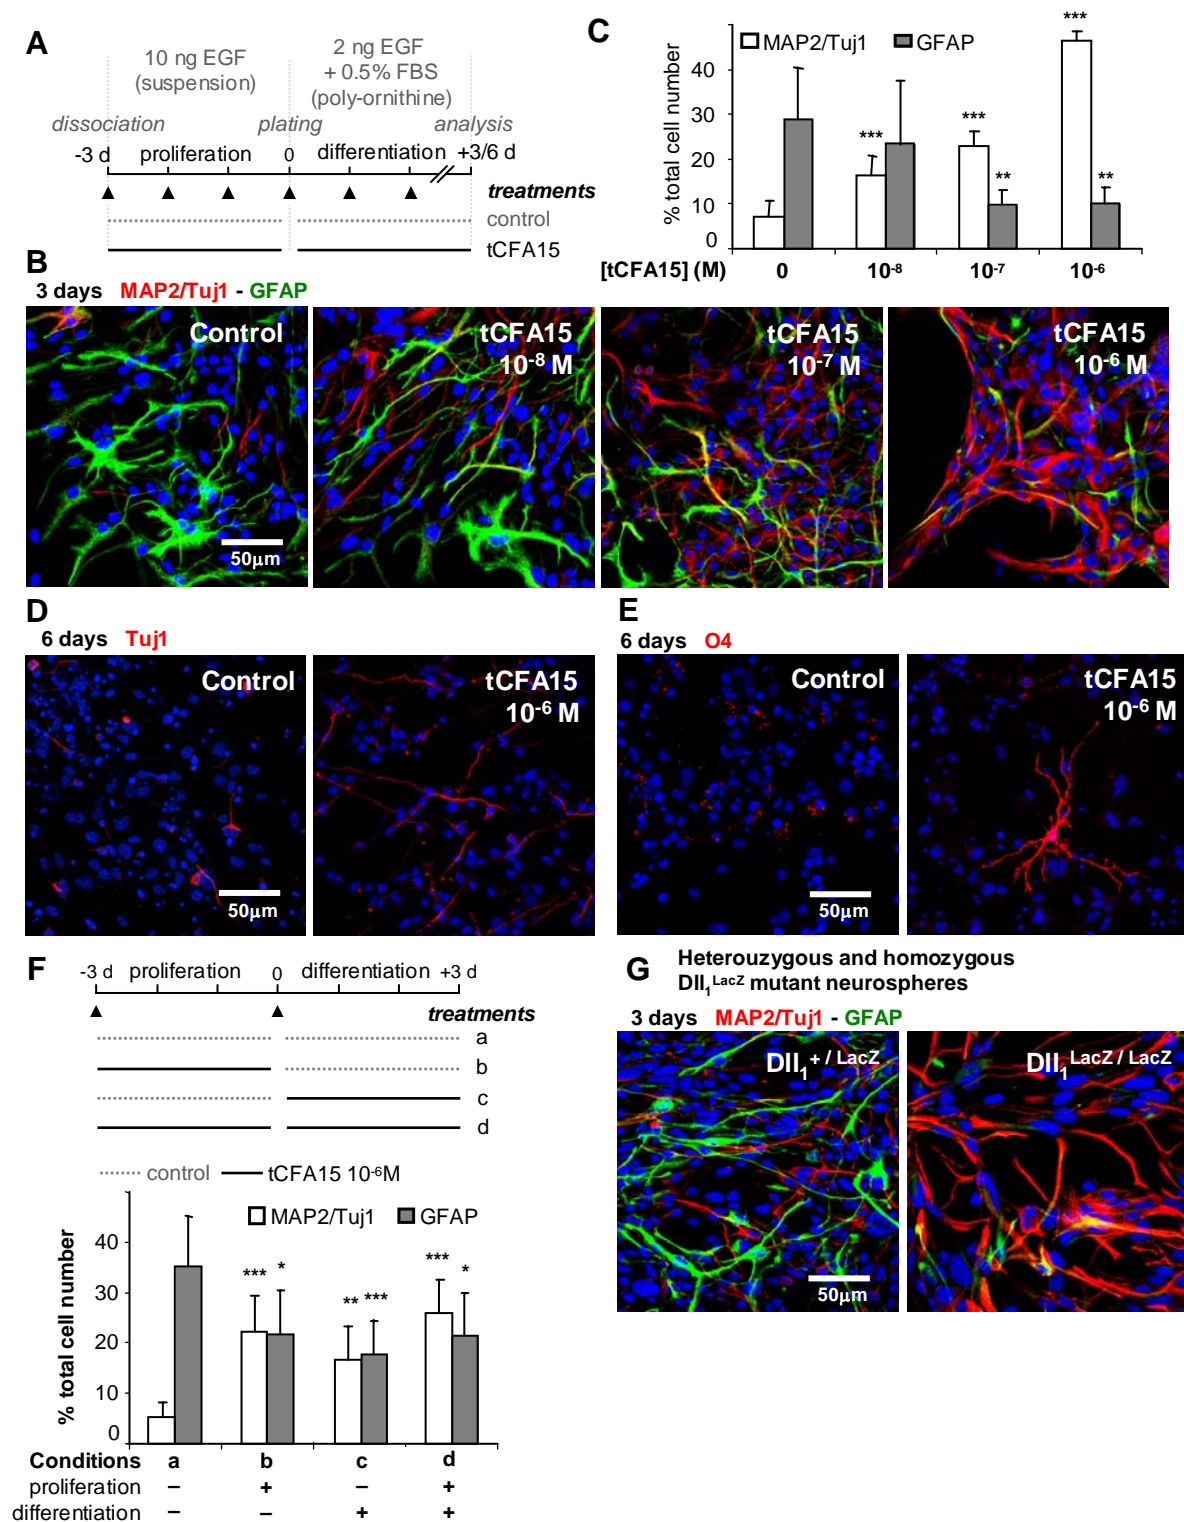 A
10 ng EGF
(suspension)
2 ng EGF
+ 0.5% FBS
(poly-ornithine)
dissociation
plating
analysis
-3 d
proliferation
0
differentiation
+3/6 d
treatments
control
tCFA15
C
MAP2/Tuj1
GFAP
% total cell number
40
30
20
10
0
***
***
**
***
**
[tCFA15] (M)
0
10-8
10-7
10-6
B
3 days MAP2/Tuj1 - GFAP
Control
50µm
tCFA15
10-8 M
tCFA15
10-7 M
tCFA15
10-6 M
D
6 days Tuj1
Control
50µm
tCFA15
10-6 M
E
6 days O4
Control
50µm
tCFA15
10-6 M
F
-3 d proliferation 0 differentiation +3 d
treatments
a
b
c
d
control
tCFA15 10-6M
MAP2/Tuj1
GFAP
% total cell number
40
30
20
10
0
*** *
** ***
*** *
Conditions a b c d
proliferation – + – +
differentiation – – + +
G
Heterouzygous and homozygous
Dll1LacZ mutant neurospheres
3 days MAP2/Tuj1 - GFAP
Dll1+ / LacZ
50µm
Dll1LacZ / LacZ